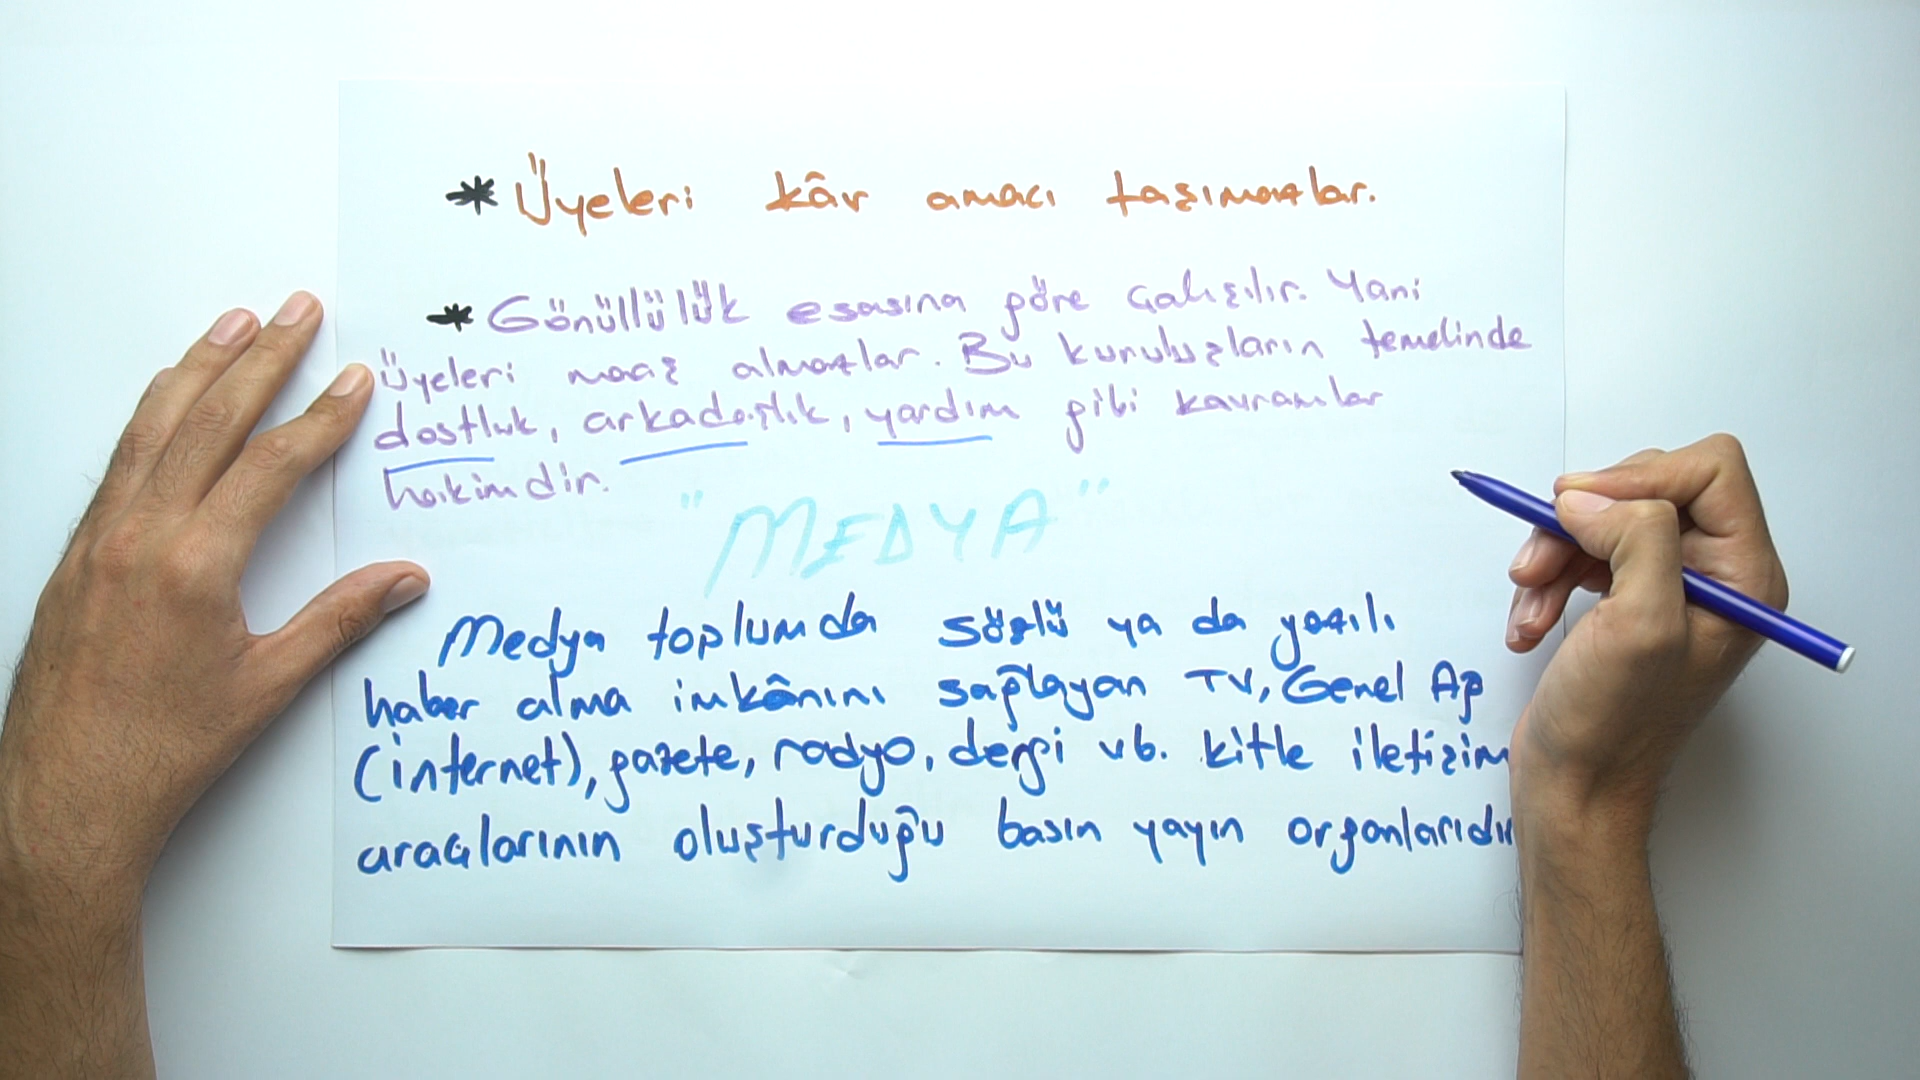 * Üyeleri kâr amacı taşımazlar.
* Gönüllülük esasına göre çalışılır. Yani
Üyeleri maaş almazlar. Bu kuruluşların temelinde
dostluk, arkadaşlık, yardım gibi kavramlar
hakimdir.
"MEDYA"
Medya toplumda sözlü ya da yazılı
haber alma imkânını sağlayan TV, Genel Ağ
(internet), gazete, radyo, dergi vb. kitle iletişim
araçlarının oluşturduğu basın yayın organlarıdır